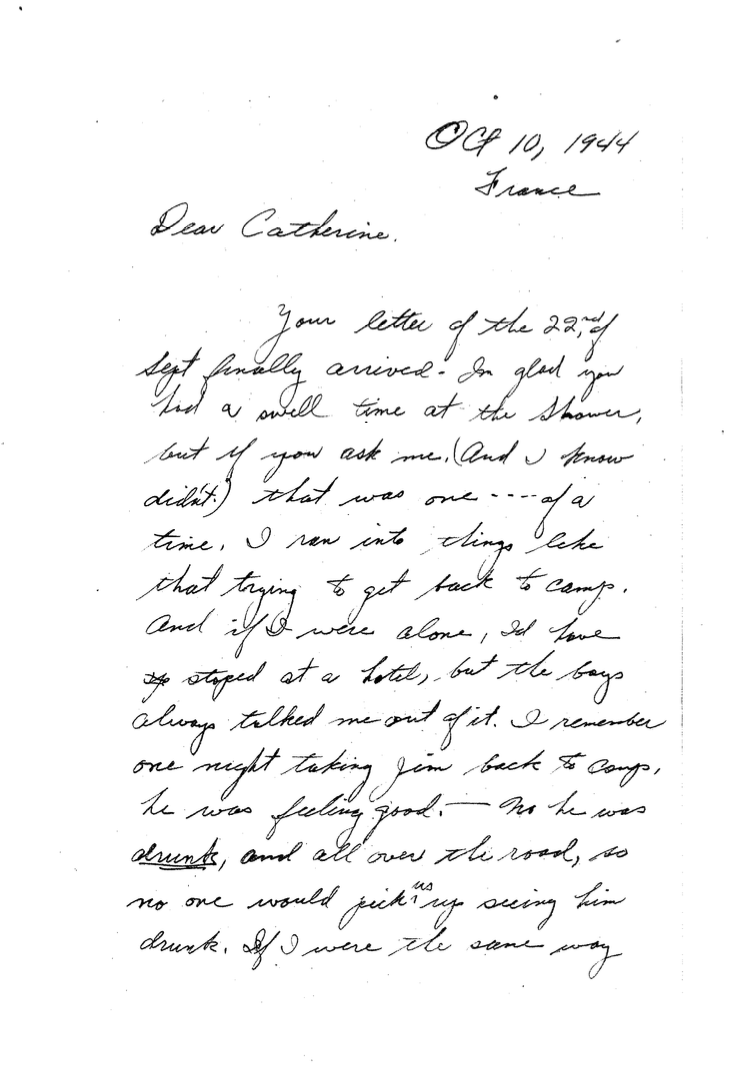 Oct 10, 1944
France
Dear Catherine.
Your letter of the 22nd, of
Sept finally arrived - Im glad you
had a swell time at the shower,
but if you ask me. (And I know
didn't.) that was one ---- of a
time. I ran into things like
that trying to get back to camp.
And if I were alone, Id have
stoped at a hotel, but the boys
always talked me out of it. I remember
one night taking Jim back to camp,
he was feeling good. — No he was
drunk, and all over the road, so
no one would pick us up seeing him
drunk. If I were the same way